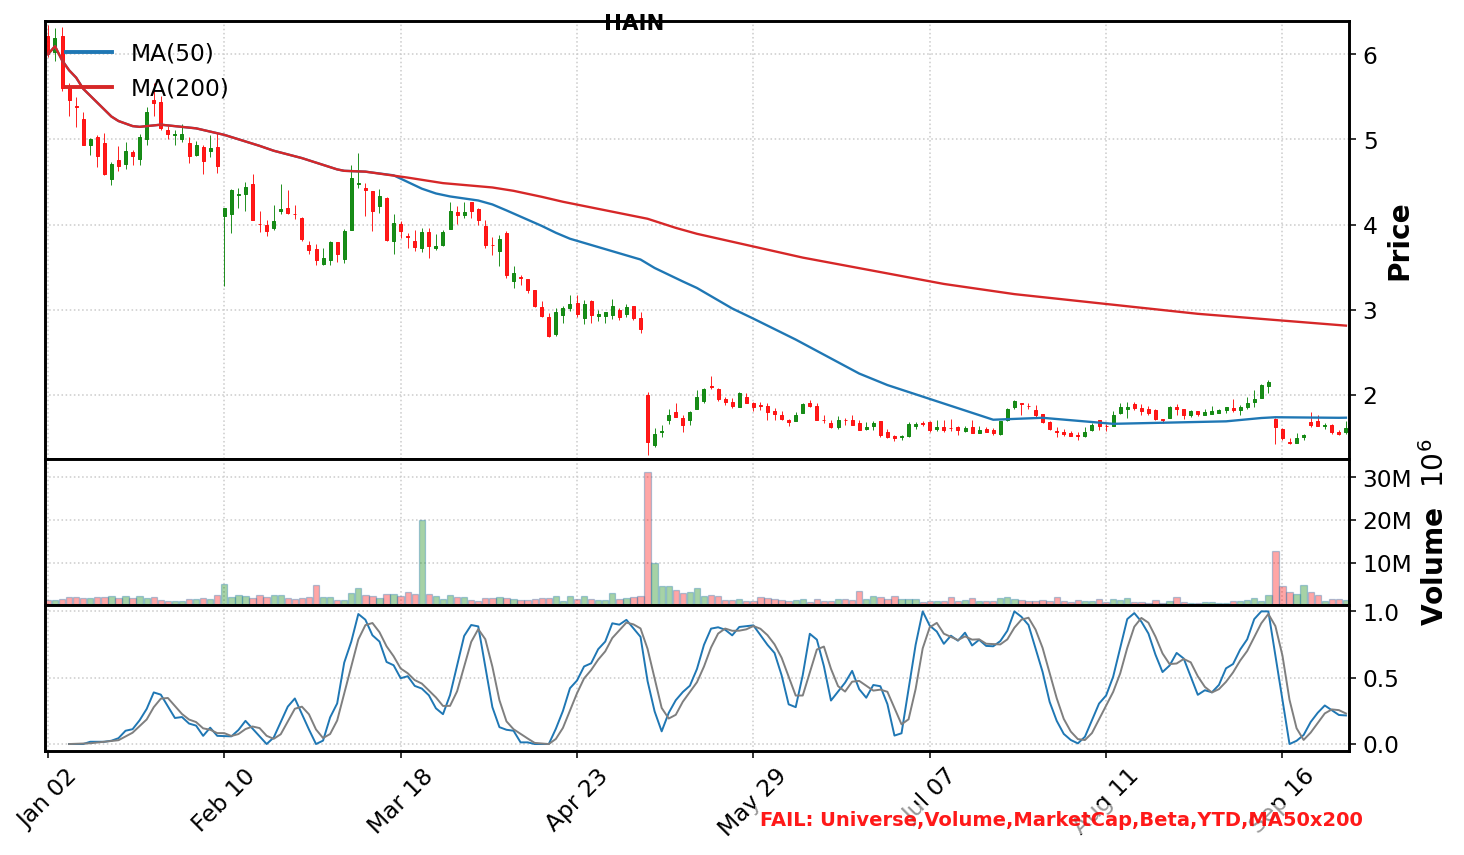 HAIN
MA(50)
MA(200)
6
5
4
3
2
Price
30M
20M
10M
Volume 10^6
1.0
0.5
0.0
Jan 02
Feb 10
Mar 18
Apr 23
May 29
Jul 07
Aug 11
Sep 16
FAIL: Universe,Volume,MarketCap,Beta,YTD,MA50x200